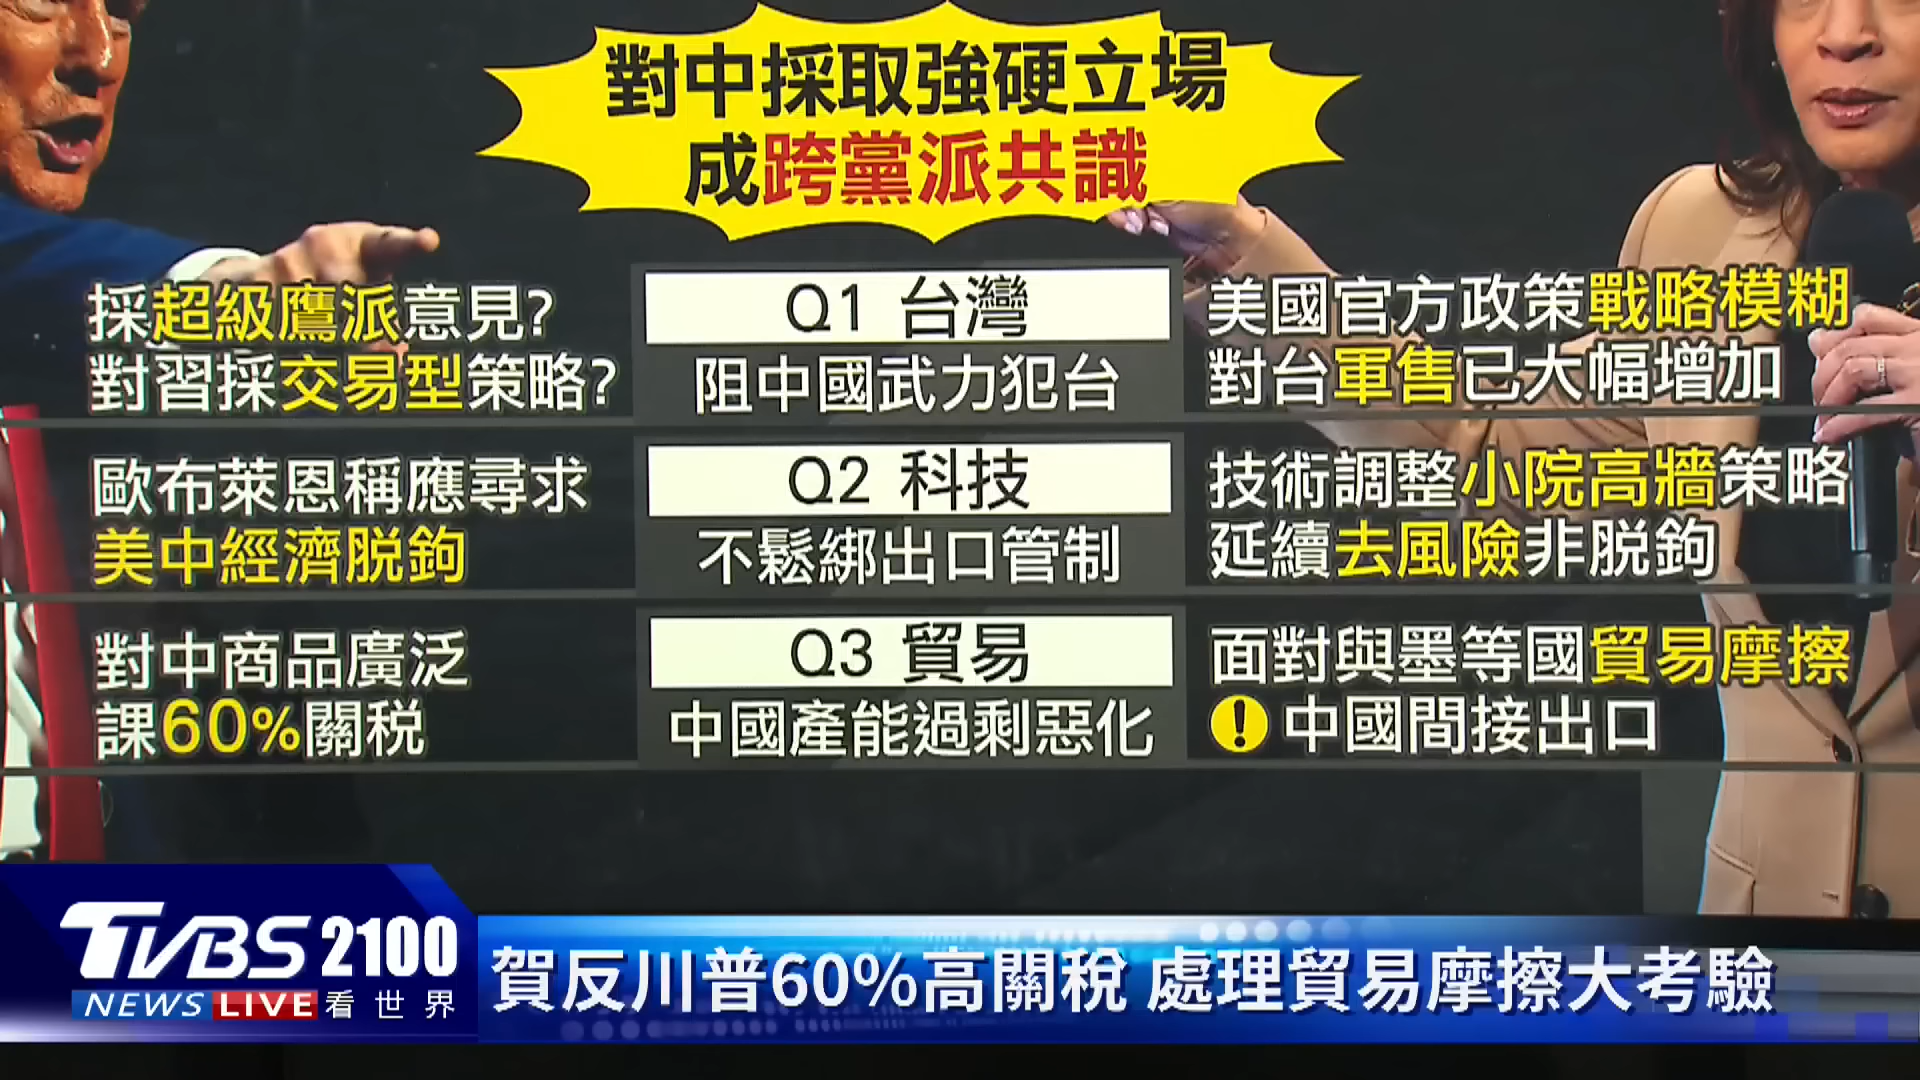 對中採取強硬立場
成跨黨派共識
採超級鷹派意見?
對習採交易型策略?
Q1 台灣
阻中國武力犯台
美國官方政策戰略模糊
對台軍售已大幅增加
歐布萊恩稱應尋求
美中經濟脫鉤
Q2 科技
不鬆綁出口管制
技術調整小院高牆策略
延續去風險非脫鉤
對中商品廣泛
課60%關稅
Q3 貿易
中國產能過剩惡化
面對與墨等國貿易摩擦
! 中國間接出口
TVBS 2100
NEWS LIVE 看世界
賀反川普60%高關稅 處理貿易摩擦大考驗